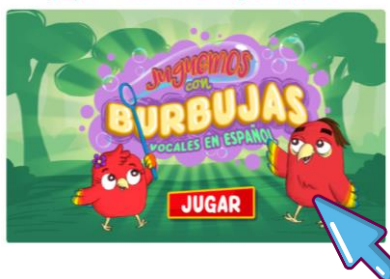 Juguemos
con
BURBUJAS
VOCALES EN ESPAÑOL
JUGAR